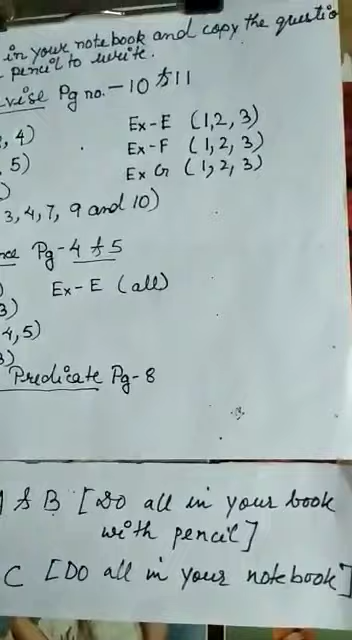 in your notebook and copy the questio
pencil to write.
vise Pg no. - 10 & 11
, 4) Ex-E (1,2,3)
, 5) Ex-F (1,2,3)
) Ex G (1,2,3)
3, 4, 7, 9 and 10)
nce Pg-4 & 5
) Ex-E (all)
3)
4,5)
3)
Predicate Pg-8
A B [Do all in your book
with pencil]
C [Do all in your notebook]